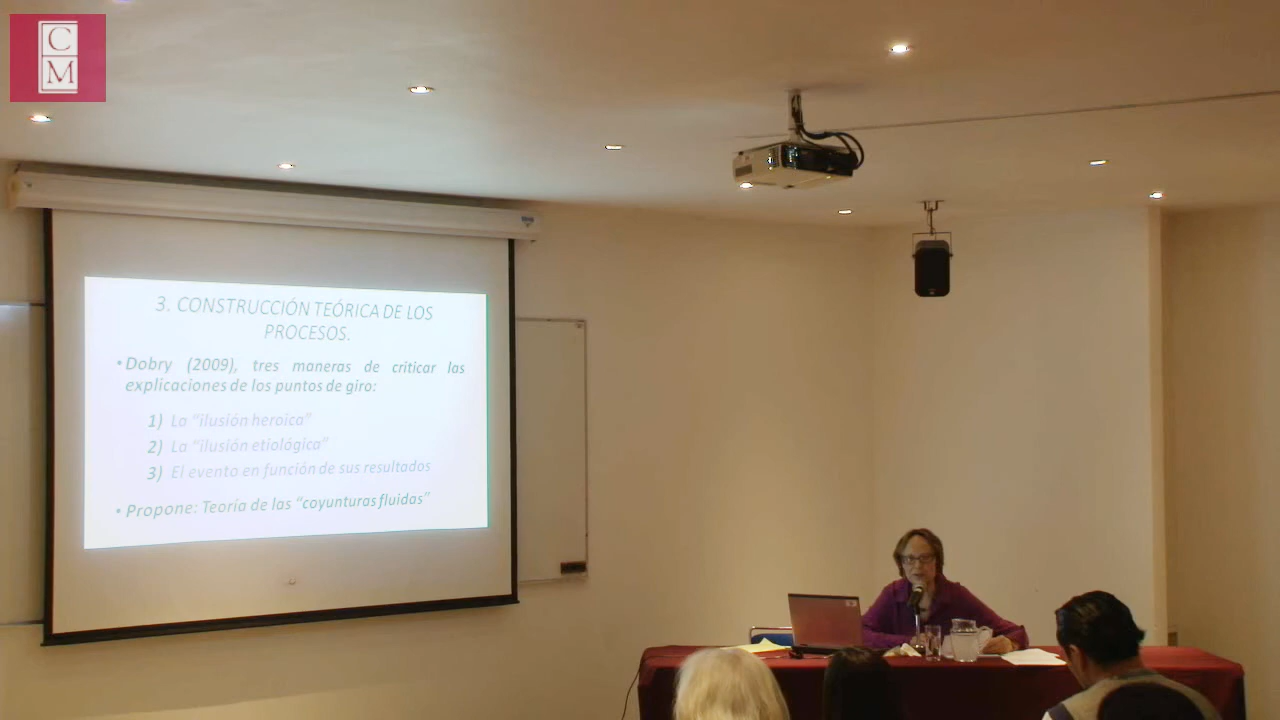 C
M
3. CONSTRUCCIÓN TEÓRICA DE LOS
PROCESOS.
• Dobry (2009), tres maneras de criticar las
explicaciones de los puntos de giro:
1) La "ilusión heroica"
2) La "ilusión etiológica"
3) El evento en función de sus resultados
• Propone: Teoría de las "coyunturas fluidas"